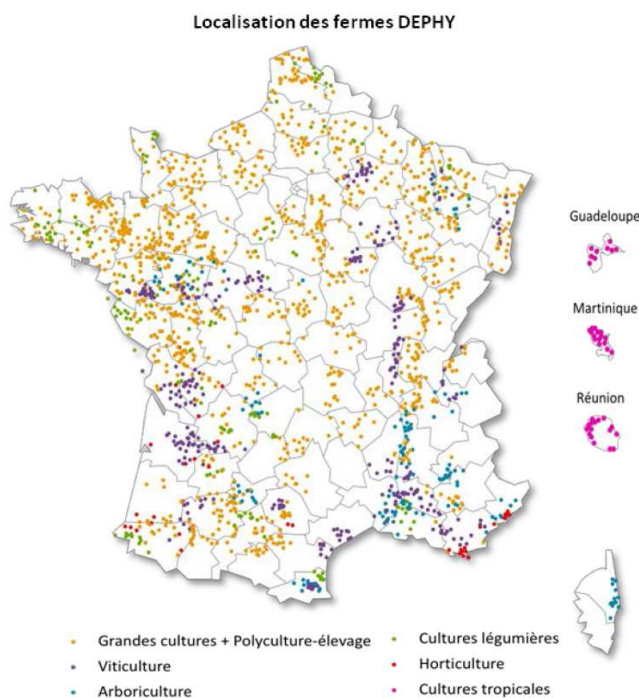 Localisation des fermes DEPHY
Guadeloupe
Martinique
Réunion
Grandes cultures + Polyculture-élevage
Viticulture
Arboriculture
Cultures légumières
Horticulture
Cultures tropicales